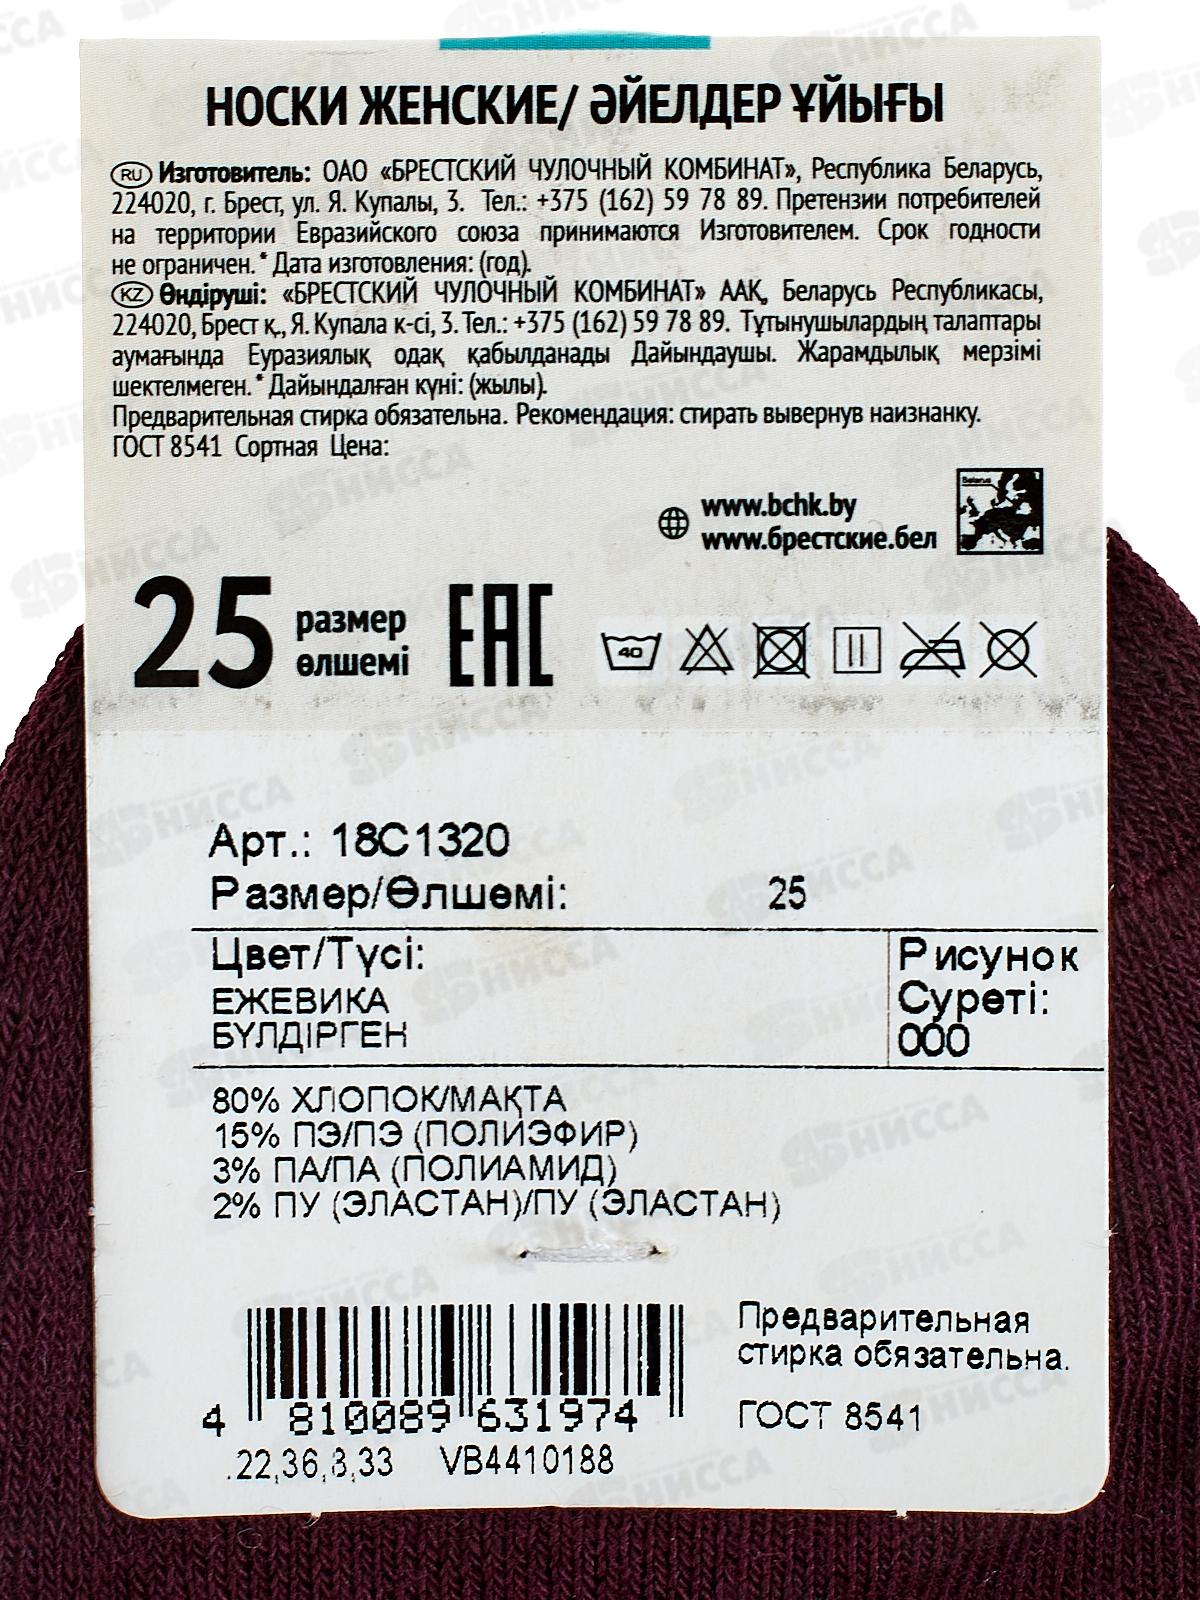 НОСКИ ЖЕНСКИЕ/ ӘЙЕЛДЕР ҰЙЫҒЫ
RU Изготовитель: ОАО «БРЕСТСКИЙ ЧУЛОЧНЫЙ КОМБИНАТ», Республика Беларусь,
224020, г. Брест, ул. Я. Купалы, 3. Тел.: +375 (162) 59 78 89. Претензии потребителей
на территории Евразийского союза принимаются Изготовителем. Срок годности
не ограничен.* Дата изготовления: (год).
KZ Өндіруші: «БРЕСТСКИЙ ЧУЛОЧНЫЙ КОМБИНАТ» ААҚ, Беларусь Республикасы,
224020, Брест қ., Я. Купала к-сі, 3. Тел.: +375 (162) 59 78 89. Тұтынушылардың талаптары
аумағында Еуразиялық одақ қабылданады Дайындаушы. Жарамдылық мерзімі
шектелмеген.* Дайындалған күні: (жылы).
Предварительная стирка обязательна. Рекомендация: стирать вывернув наизнанку.
ГОСТ 8541 Сортная Цена:
Belarus
www.bchk.by
www.брестские.бел
25 размер
өлшемі
EAC
40
Арт.: 18С1320
Размер/Өлшемі: 25
Цвет/Түсі:
ЕЖЕВИКА
БҮЛДІРГЕН
Рисунок
Суреті:
000
80% ХЛОПОК/МАҚТА
15% ПЭ/ПЭ (ПОЛИЭФИР)
3% ПА/ПА (ПОЛИАМИД)
2% ПУ (ЭЛАСТАН)/ПУ (ЭЛАСТАН)
Предварительная
стирка обязательна.
ГОСТ 8541
4 810089 631974
.22,36,8,33 VB4410188
НИССА